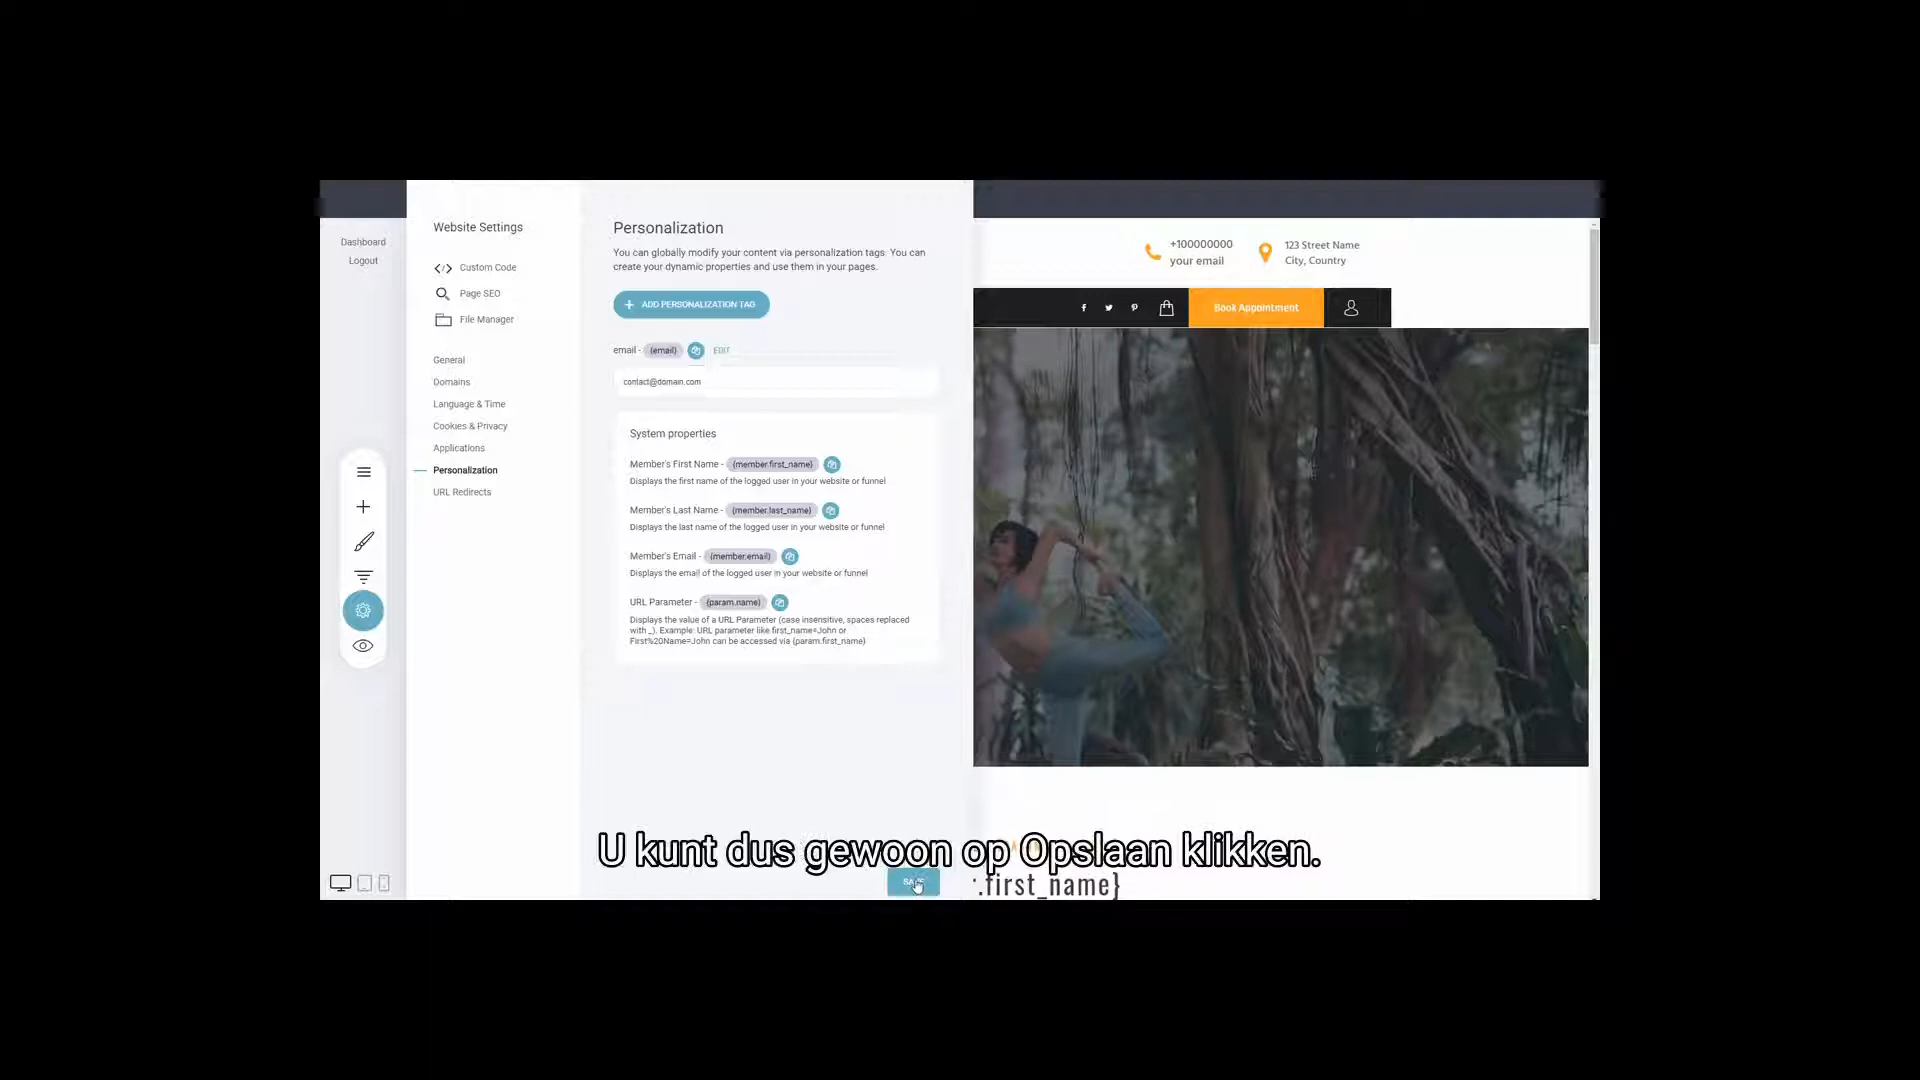 Dashboard
Logout
Website Settings
Custom Code
Page SEO
File Manager
General
Domains
Language & Time
Cookies & Privacy
Applications
Personalization
URL Redirects
Personalization
You can globally modify your content via personalization tags. You can
create your dynamic properties and use them in your pages.
+ ADD PERSONALIZATION TAG
email - {email} EDIT
contact@domain.com
System properties
Member's First Name - {member.first_name}
Displays the first name of the logged user in your website or funnel
Member's Last Name - {member.last_name}
Displays the last name of the logged user in your website or funnel
Member's Email - {member.email}
Displays the email of the logged user in your website or funnel
URL Parameter - {param.name}
Displays the value of a URL Parameter (case insensitive, spaces replaced
with _). Example: URL parameter like first_name=John or
First%20Name=John can be accessed via {param.first_name}
+100000000
your email
123 Street Name
City, Country
Book Appointment
U kunt dus gewoon op Opslaan klikken.
.first_name}